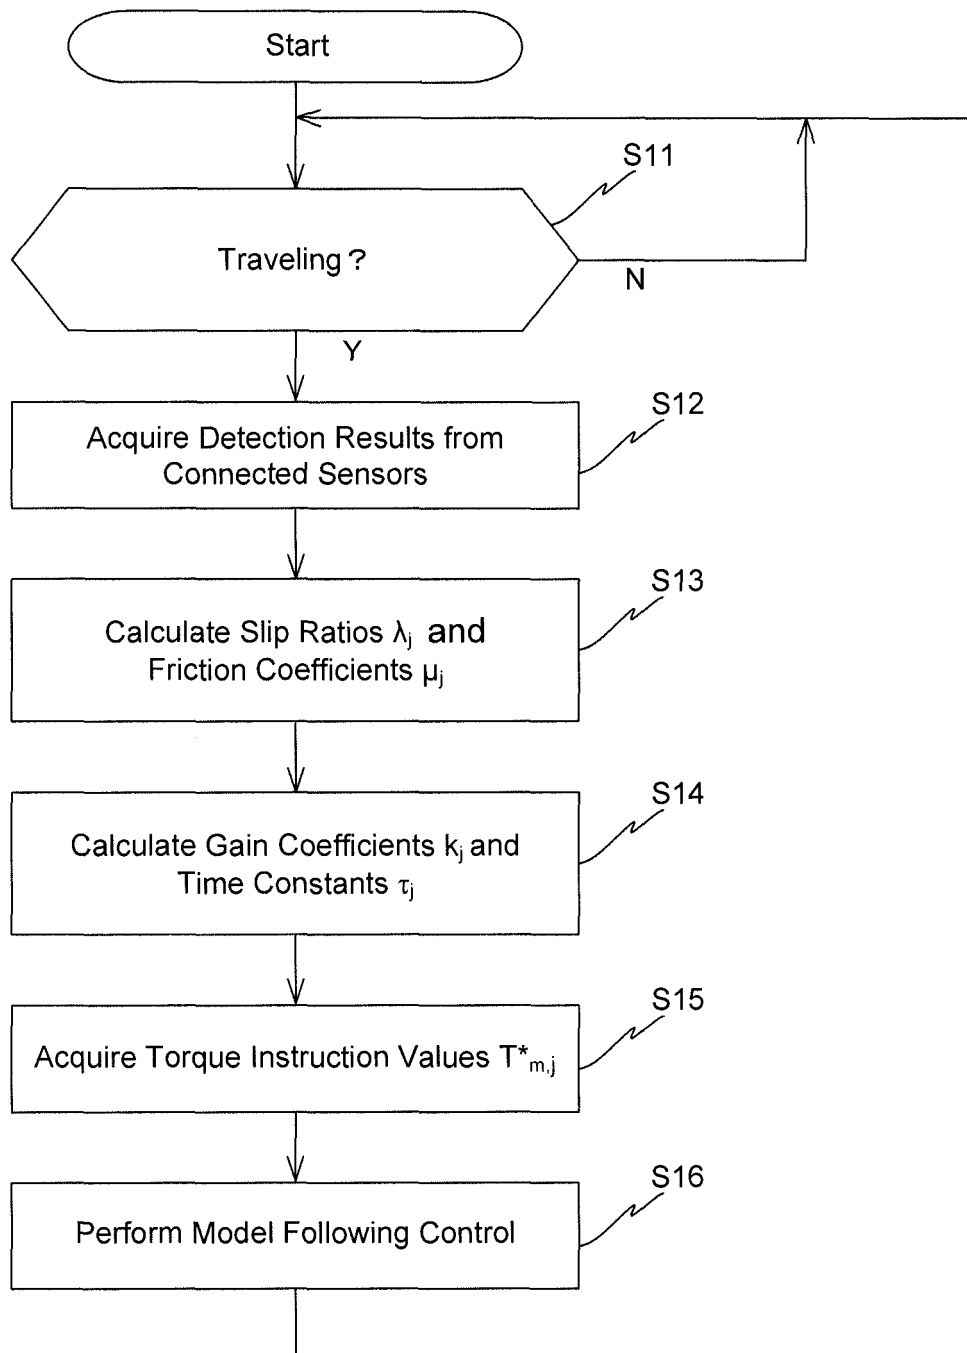 Start
S11
Traveling ?
N
Y
S12
Acquire Detection Results from
Connected Sensors
S13
Calculate Slip Ratios λj and
Friction Coefficients μj
S14
Calculate Gain Coefficients kj and
Time Constants τj
S15
Acquire Torque Instruction Values T*m,j
S16
Perform Model Following Control